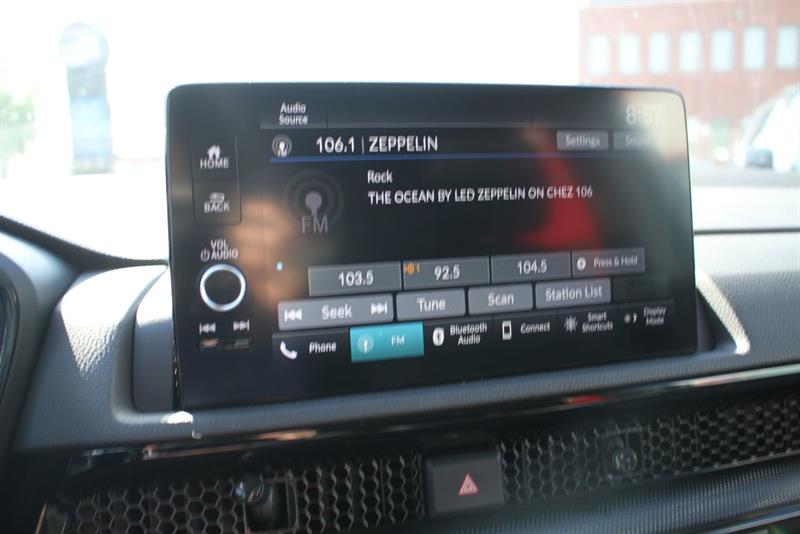 Audio Source
8:57
106.1 | ZEPPELIN
Settings
Sound
HOME
BACK
VOL
AUDIO
FM
Rock
THE OCEAN BY LED ZEPPELIN ON CHEZ 106
103.5
1
92.5
104.5
Press & Hold
Seek
Tune
Scan
Station List
Phone
FM
Bluetooth Audio
Connect
Smart Shortcuts
Display Mode